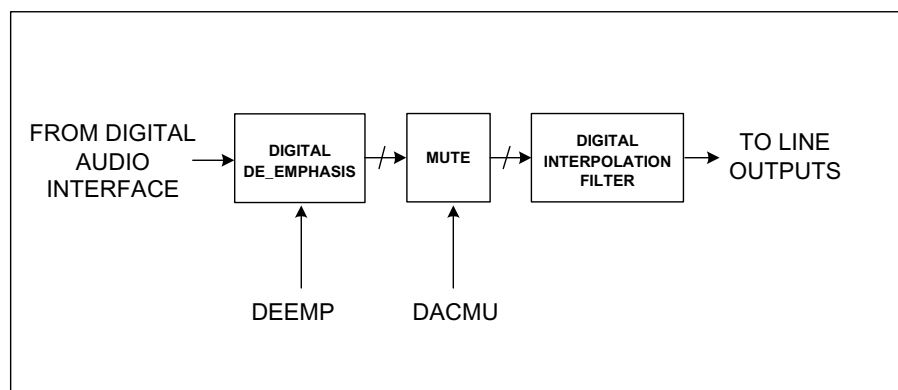 FROM DIGITAL
AUDIO
INTERFACE
DIGITAL
DE_EMPHASIS
MUTE
DIGITAL
INTERPOLATION
FILTER
TO LINE
OUTPUTS
DEEMP
DACMU